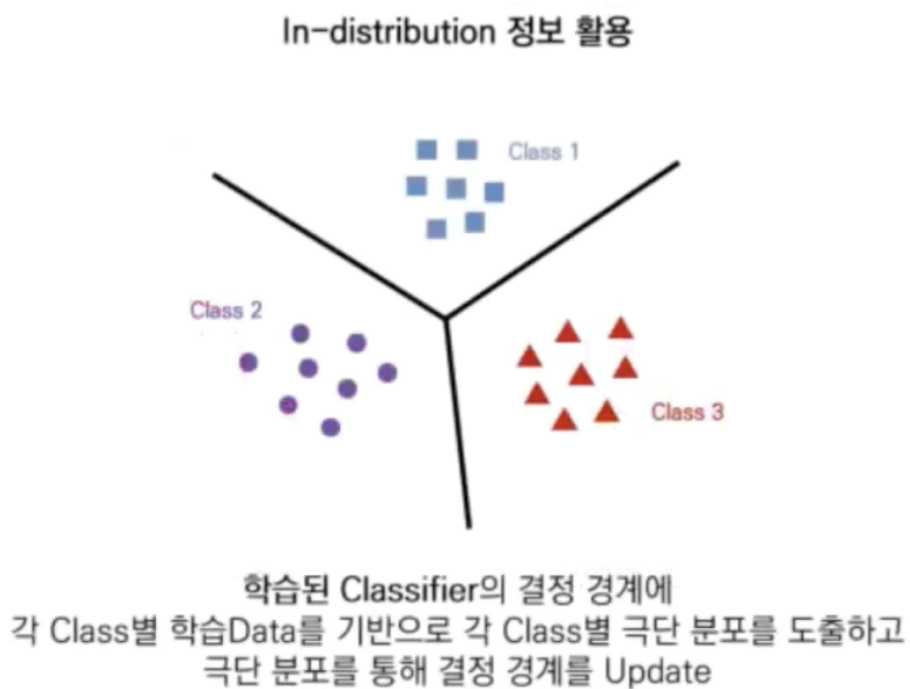 In-distribution 정보 활용
Class 1
Class 2
Class 3
학습된 Classifier의 결정 경계에
각 Class별 학습Data를 기반으로 각 Class별 극단 분포를 도출하고
극단 분포를 통해 결정 경계를 Update